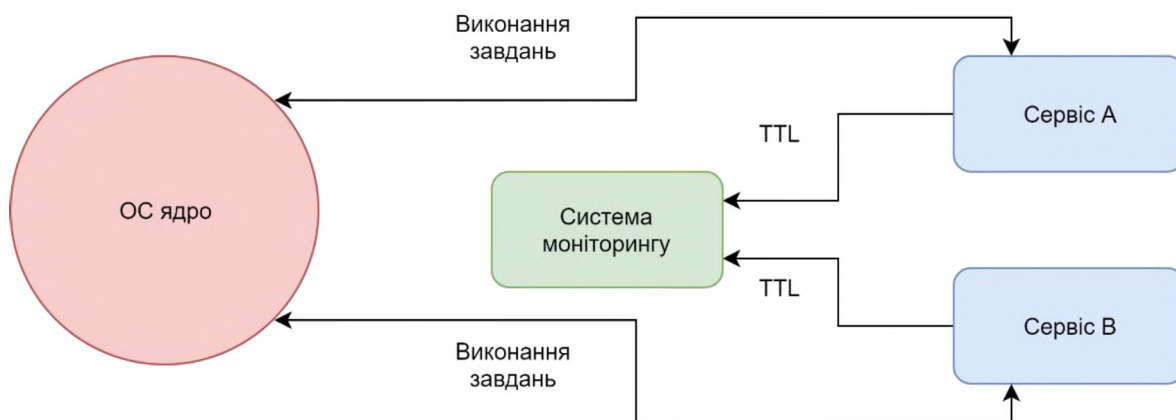 Виконання
завдань
Сервіс А
TTL
ОС ядро
Система
моніторингу
TTL
Сервіс В
Виконання
завдань